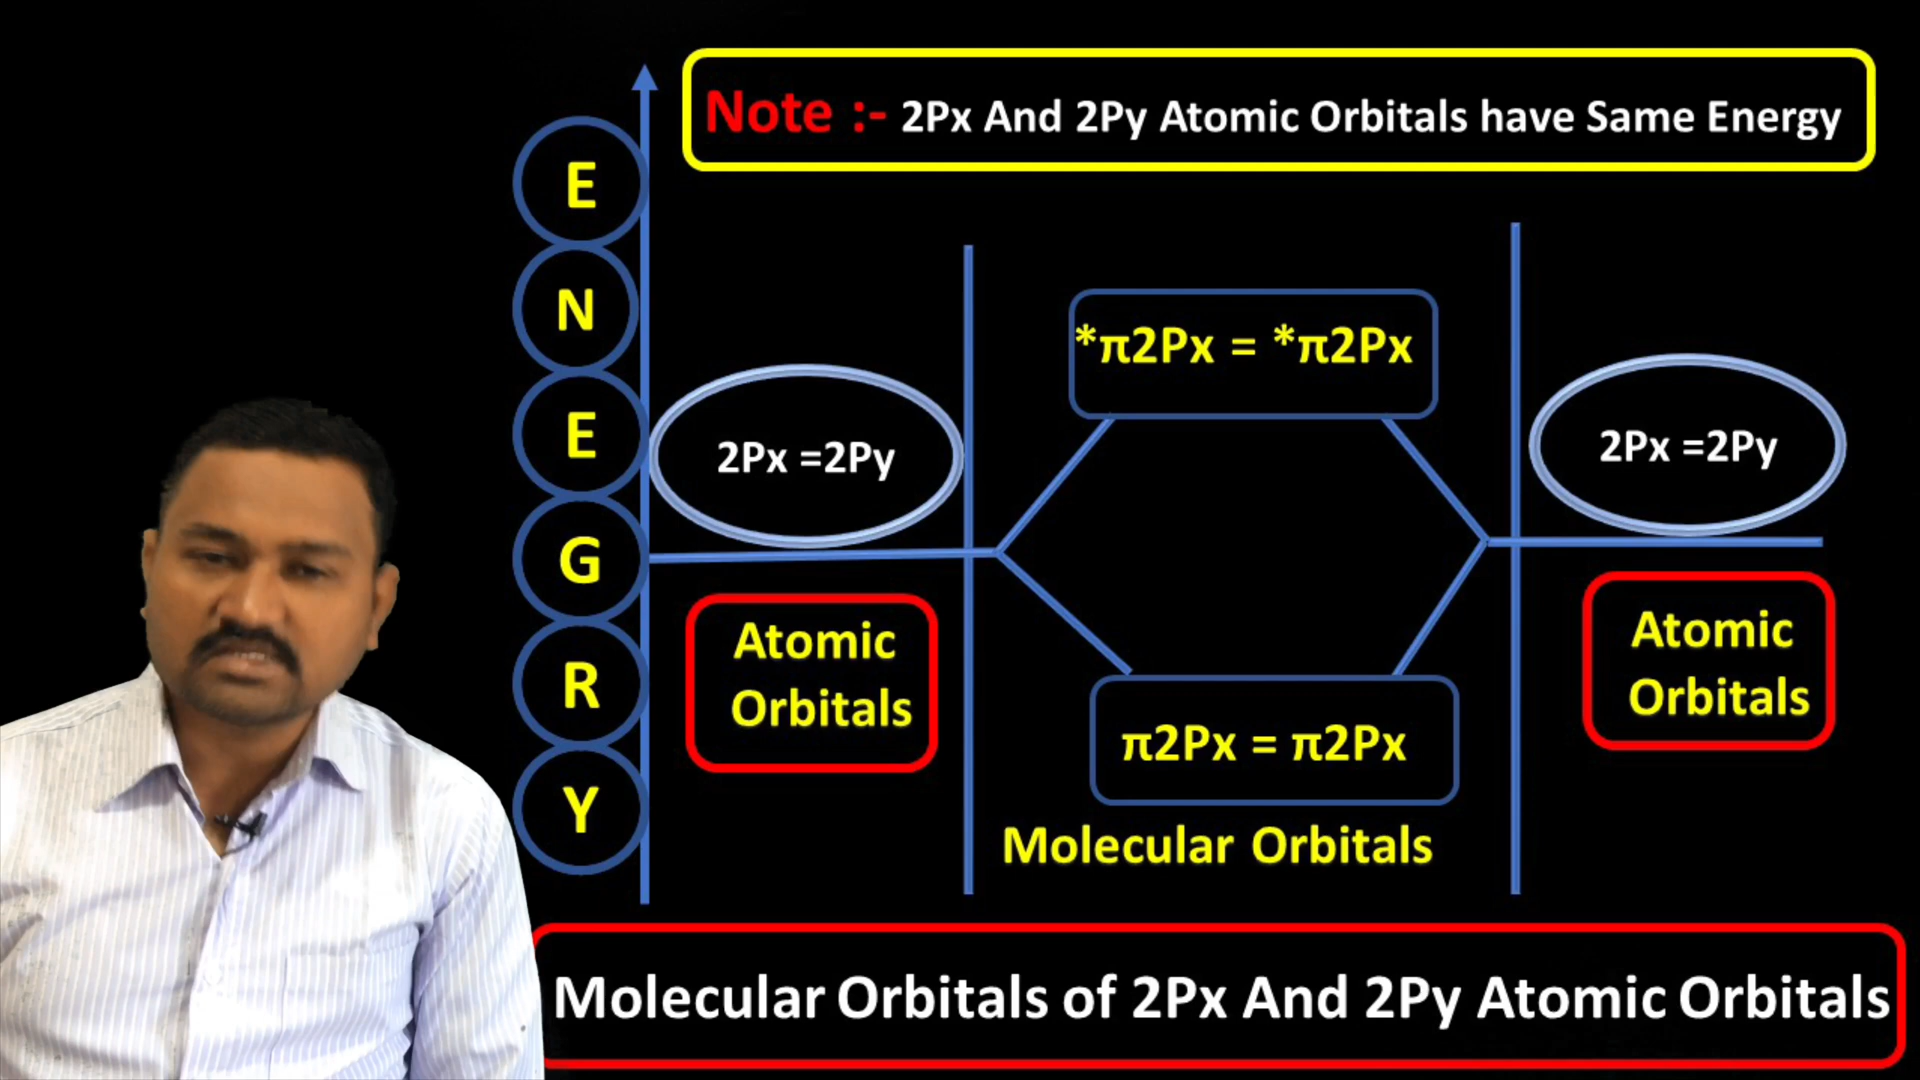 Note :- 2Px And 2Py Atomic Orbitals have Same Energy
E
N
E
G
R
Y
2Px =2Py
*π2Px = *π2Px
2Px =2Py
Atomic
Orbitals
π2Px = π2Px
Atomic
Orbitals
Molecular Orbitals
Molecular Orbitals of 2Px And 2Py Atomic Orbitals